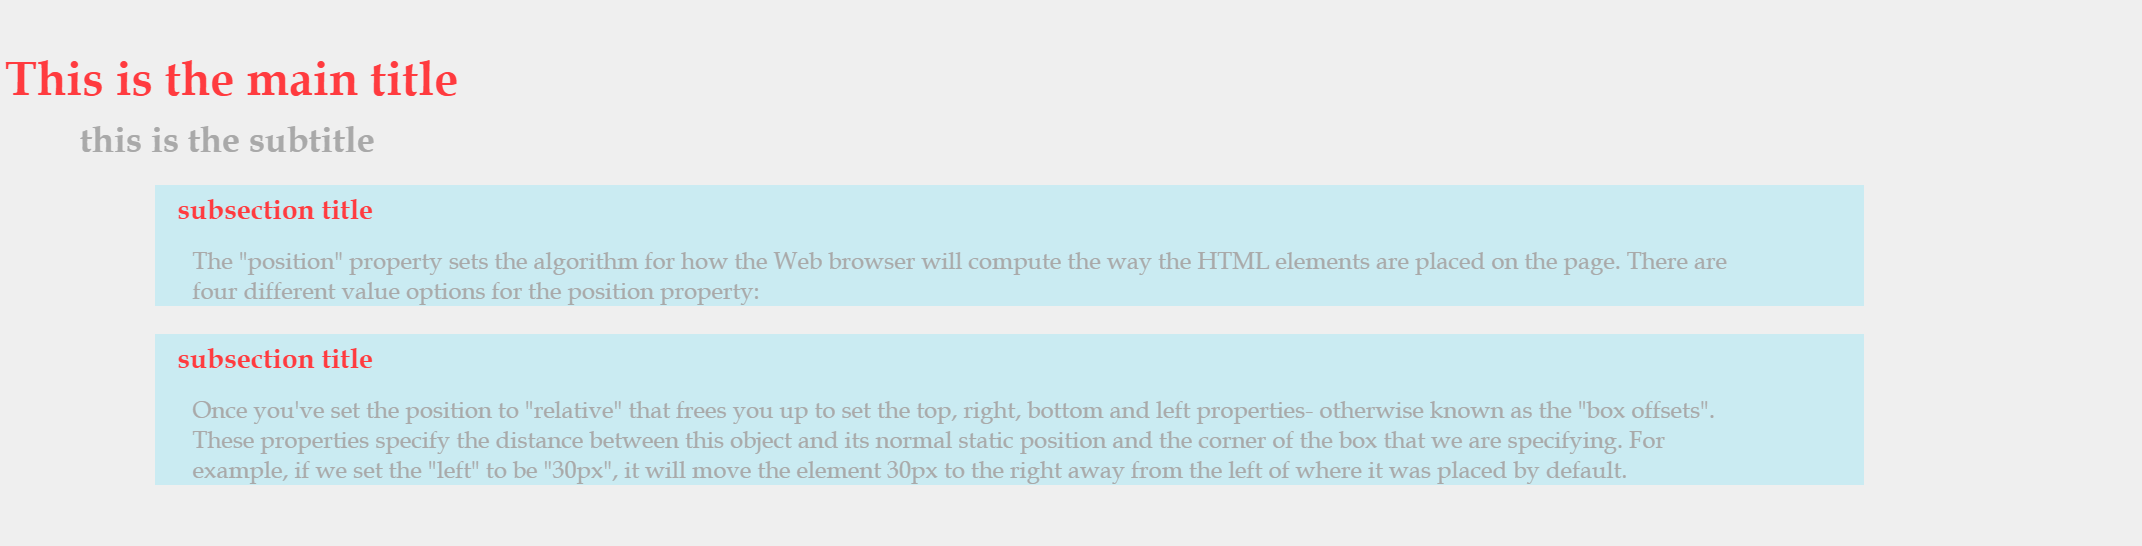 This is the main title
this is the subtitle
subsection title
The "position" property sets the algorithm for how the Web browser will compute the way the HTML elements are placed on the page. There are
four different value options for the position property:
subsection title
Once you've set the position to "relative" that frees you up to set the top, right, bottom and left properties- otherwise known as the "box offsets".
These properties specify the distance between this object and its normal static position and the corner of the box that we are specifying. For
example, if we set the "left" to be "30px", it will move the element 30px to the right away from the left of where it was placed by default.